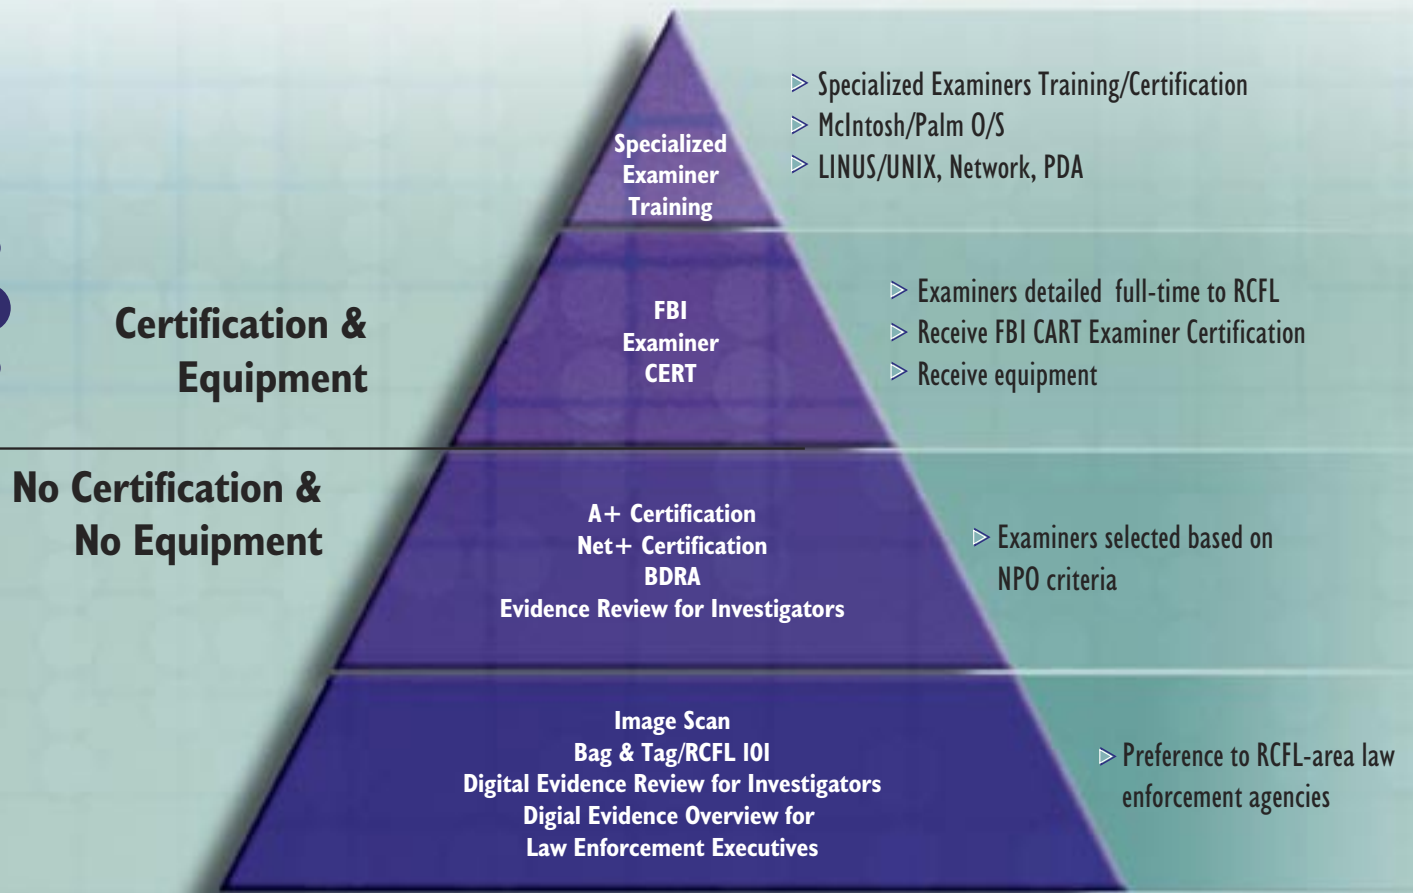 Specialized
Examiner
Training
▷ Specialized Examiners Training/Certification
▷ McIntosh/Palm O/S
▷ LINUS/UNIX, Network, PDA
Certification &
Equipment
FBI
Examiner
CERT
▷ Examiners detailed full-time to RCFL
▷ Receive FBI CART Examiner Certification
▷ Receive equipment
No Certification &
No Equipment
A+ Certification
Net+ Certification
BDRA
Evidence Review for Investigators
▷ Examiners selected based on
NPO criteria
Image Scan
Bag & Tag/RCFL 101
Digital Evidence Review for Investigators
Digial Evidence Overview for
Law Enforcement Executives
▷ Preference to RCFL-area law
enforcement agencies